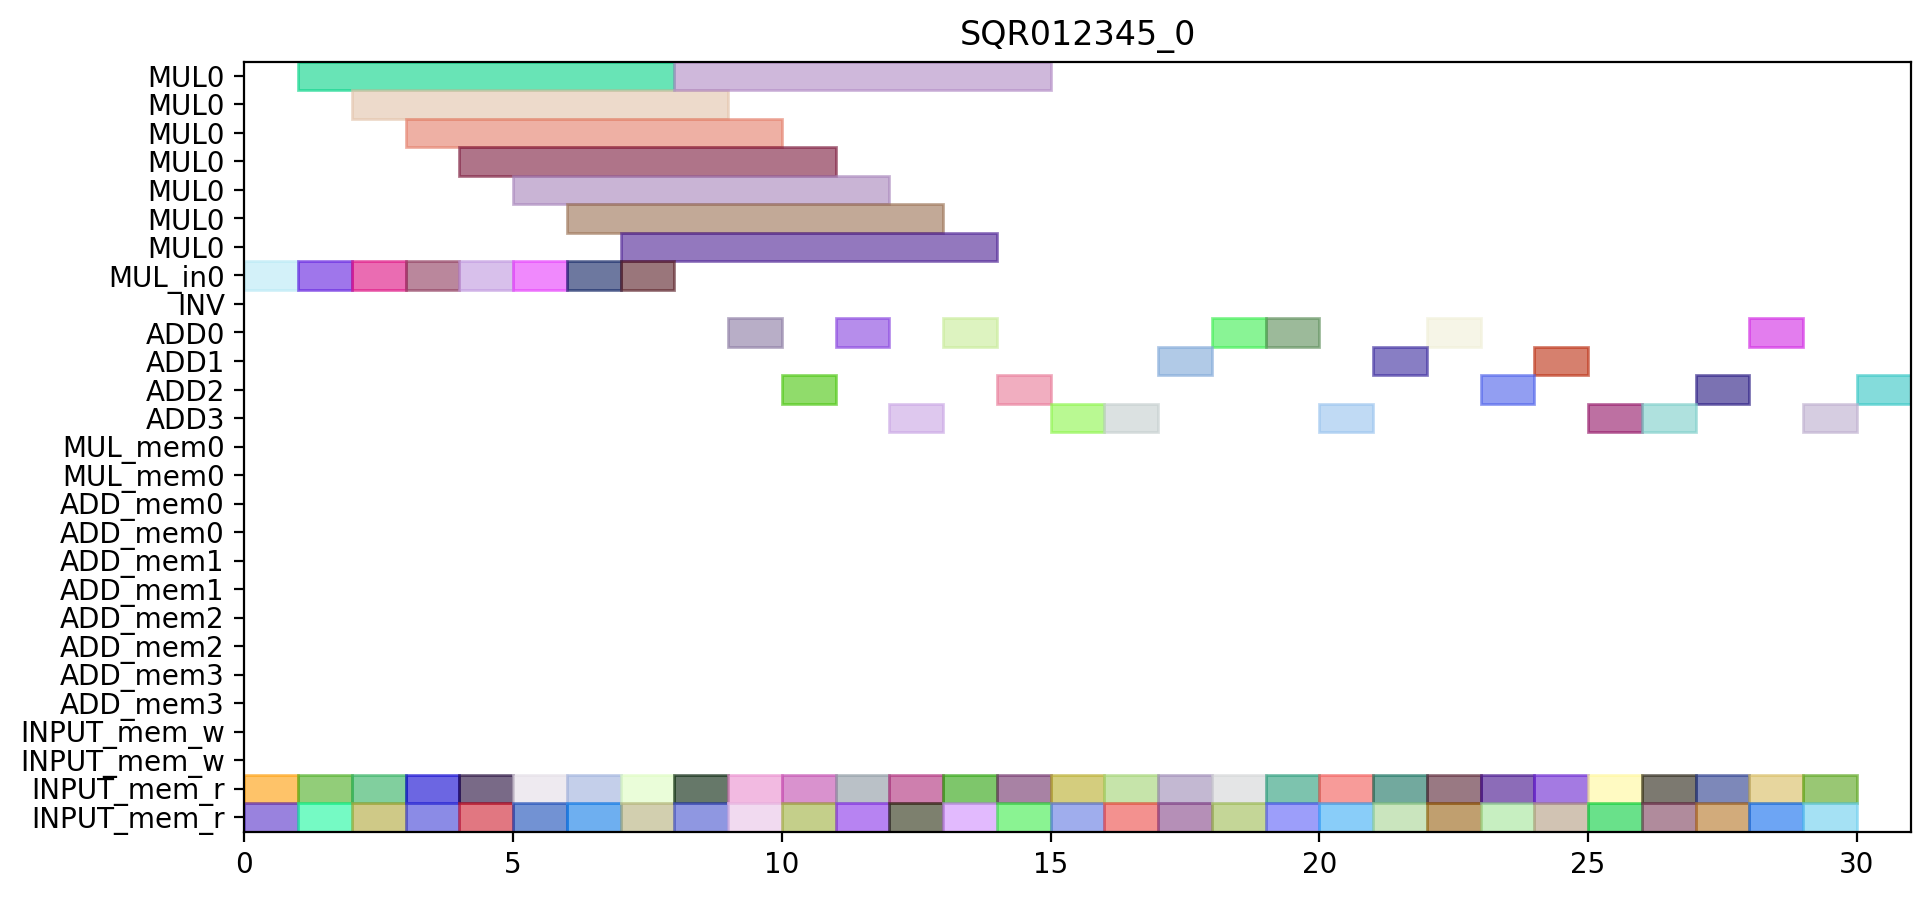 SQR012345_0
MUL0
MUL0
MUL0
MUL0
MUL0
MUL0
MUL0
MUL_in0
INV
ADD0
ADD1
ADD2
ADD3
MUL_mem0
MUL_mem0
ADD_mem0
ADD_mem0
ADD_mem1
ADD_mem1
ADD_mem2
ADD_mem2
ADD_mem3
ADD_mem3
INPUT_mem_w
INPUT_mem_w
INPUT_mem_r
INPUT_mem_r
0 5 10 15 20 25 30